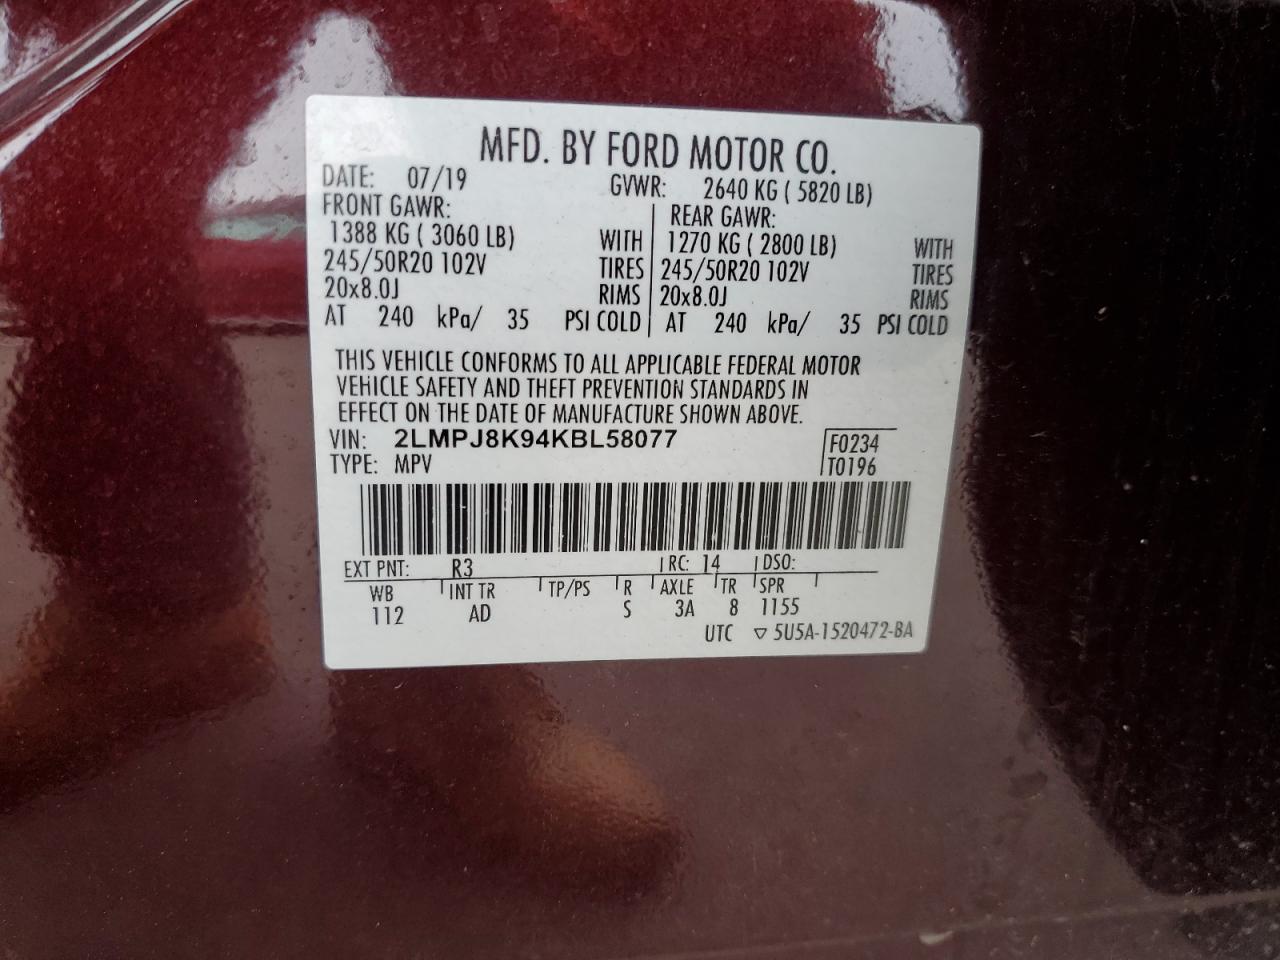 MFD. BY FORD MOTOR CO.
DATE: 07/19 GVWR: 2640 KG ( 5820 LB)
FRONT GAWR: REAR GAWR:
1388 KG ( 3060 LB) WITH 1270 KG ( 2800 LB) WITH
245/50R20 102V TIRES 245/50R20 102V TIRES
20x8.0J RIMS 20x8.0J RIMS
AT 240 kPa/ 35 PSI COLD AT 240 kPa/ 35 PSI COLD
THIS VEHICLE CONFORMS TO ALL APPLICABLE FEDERAL MOTOR
VEHICLE SAFETY AND THEFT PREVENTION STANDARDS IN
EFFECT ON THE DATE OF MANUFACTURE SHOWN ABOVE.
VIN: 2LMPJ8K94KBL58077 F0234
TYPE: MPV T0196
EXT PNT: R3 RC: 14 DSO:
WB INT TR TP/PS R AXLE TR SPR
112 AD S 3A 8 1155
UTC ▽ 5U5A-1520472-BA